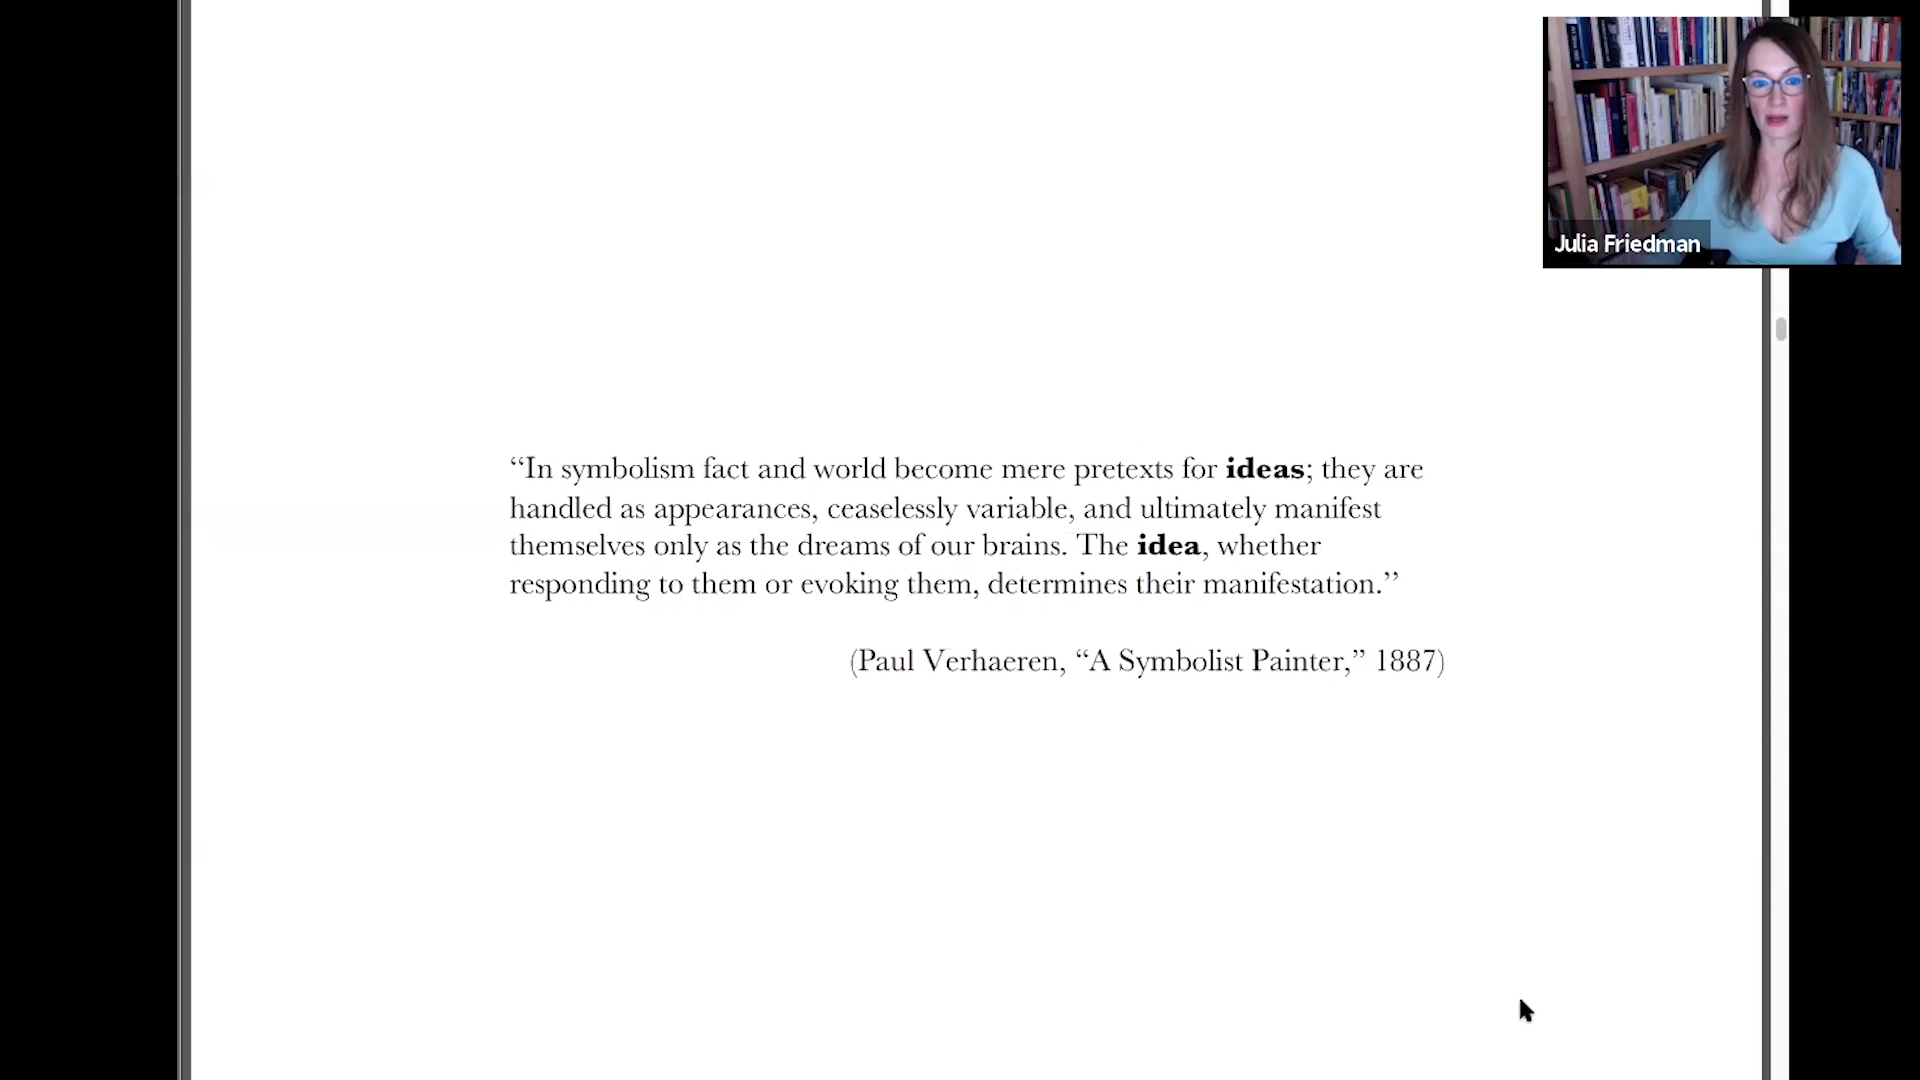 Julia Friedman
“In symbolism fact and world become mere pretexts for ideas; they are
handled as appearances, ceaselessly variable, and ultimately manifest
themselves only as the dreams of our brains. The idea, whether
responding to them or evoking them, determines their manifestation.”
(Paul Verhaeren, “A Symbolist Painter,” 1887)